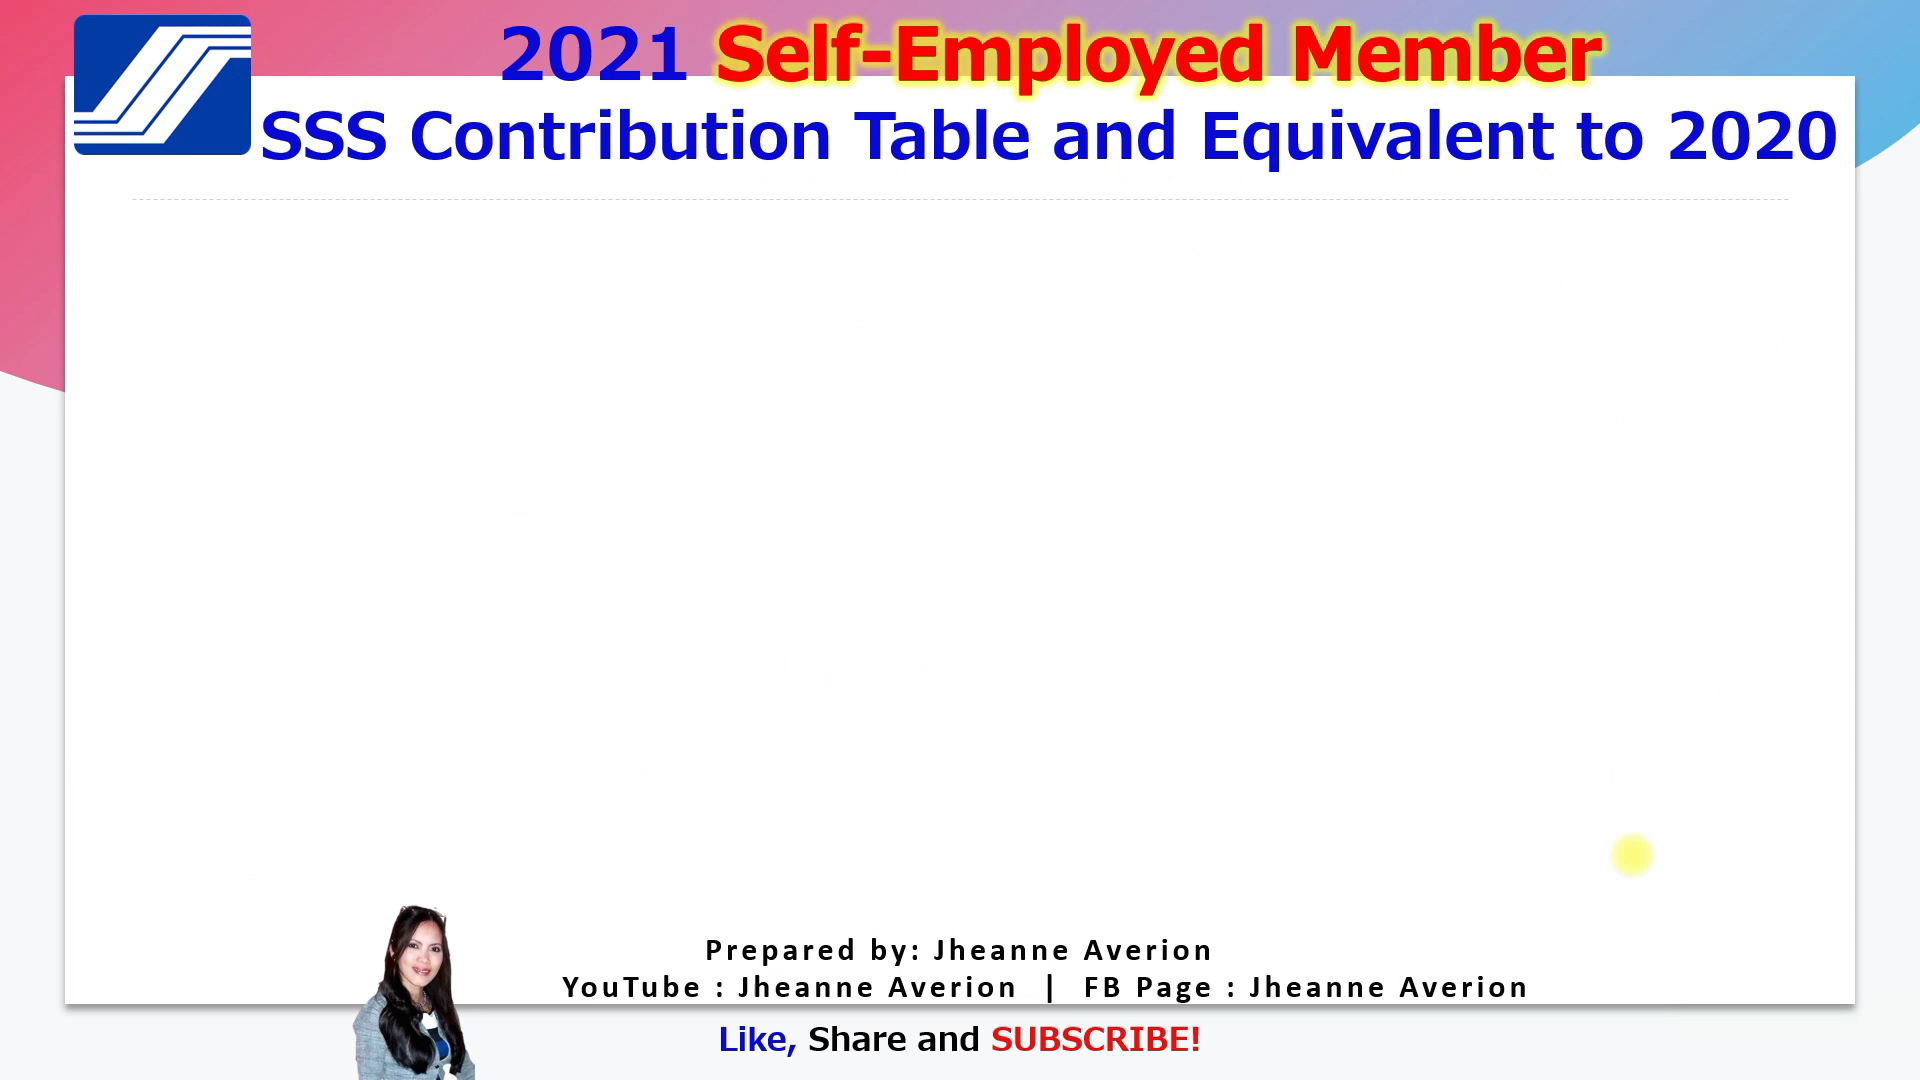 2021 Self-Employed Member
SSS Contribution Table and Equivalent to 2020
Prepared by: Jheanne Averion
YouTube : Jheanne Averion | FB Page : Jheanne Averion
Like, Share and SUBSCRIBE!